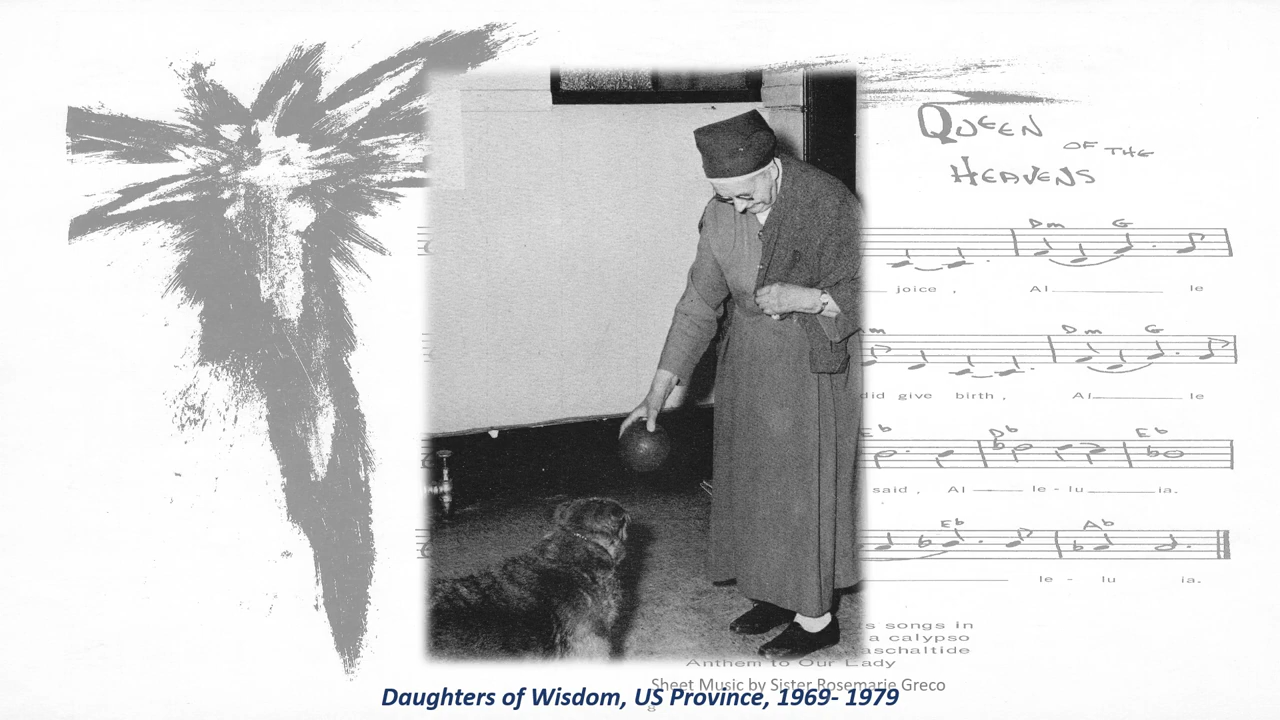 QUEEN
OF THE
HEAVENS
Dm G
joice , Al le
m Dm G
did give birth , Al le
Eb Db Eb
said , Al le - lu ia.
Eb Ab
le - lu ia.
songs in
a calypso
aschaltide
Anthem to Our Lady
Sheet Music by Sister Rosemarie Greco
Daughters of Wisdom, US Province, 1969- 1979